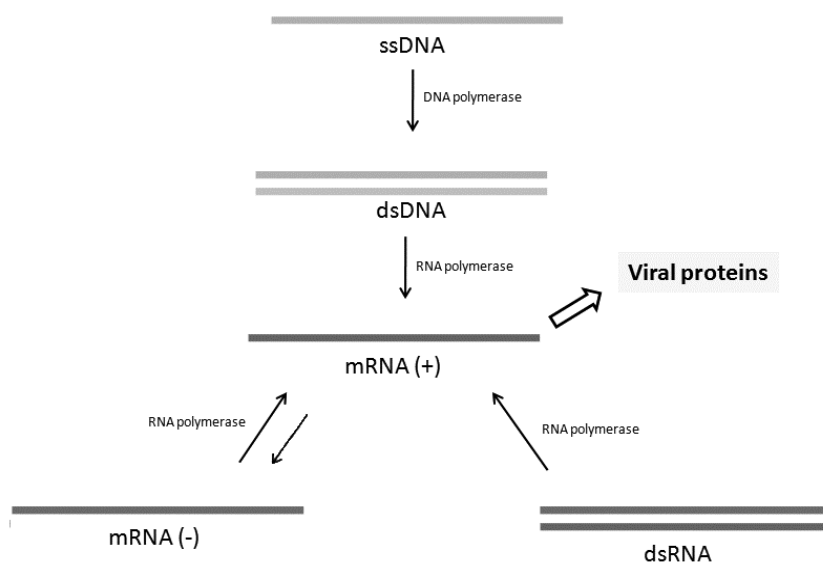 ssDNA
DNA polymerase
dsDNA
RNA polymerase
Viral proteins
mRNA (+)
RNA polymerase
RNA polymerase
mRNA (-)
dsRNA